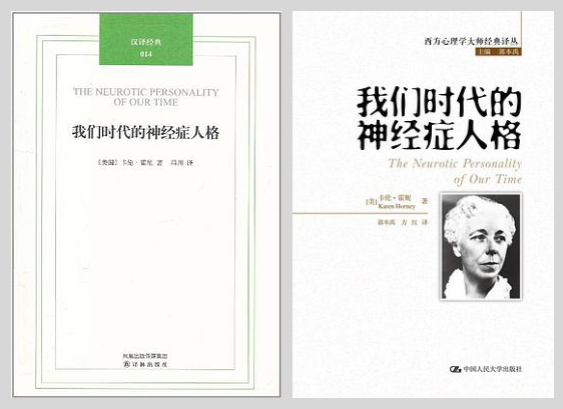 汉译经典
014
THE NEUROTIC PERSONALITY
OF OUR TIME
我们时代的神经症人格
［美国］卡伦·霍尼 著 冯川 译
凤凰出版传媒集团
译林出版社
西方心理学大师经典译丛
主编 郭本禹
我们时代的
神经症人格
The Neurotic Personality
of Our Time
[美]卡伦·霍妮
Karen Horney 著
郭本禹 方红 译
中国人民大学出版社